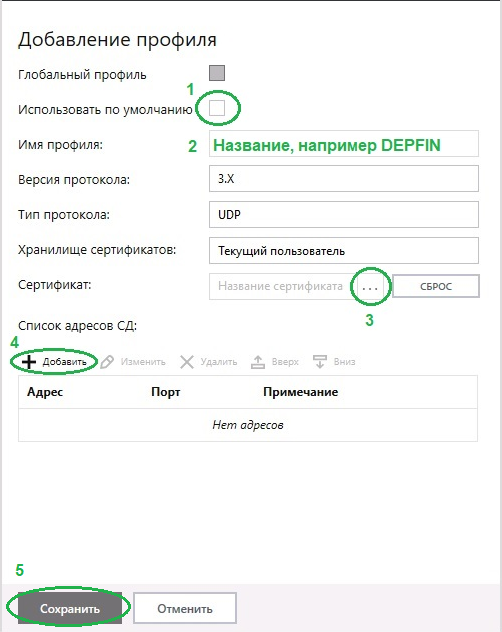 Добавление профиля
Глобальный профиль
1
Использовать по умолчанию
Имя профиля: 2 Название, например DEPFIN
Версия протокола: 3.X
Тип протокола: UDP
Хранилище сертификатов: Текущий пользователь
Сертификат: Название сертификата ... СБРОС
3
Список адресов СД:
4
Добавить Изменить Удалить Вверх Вниз
Адрес Порт Примечание
Нет адресов
5
Сохранить Отменить